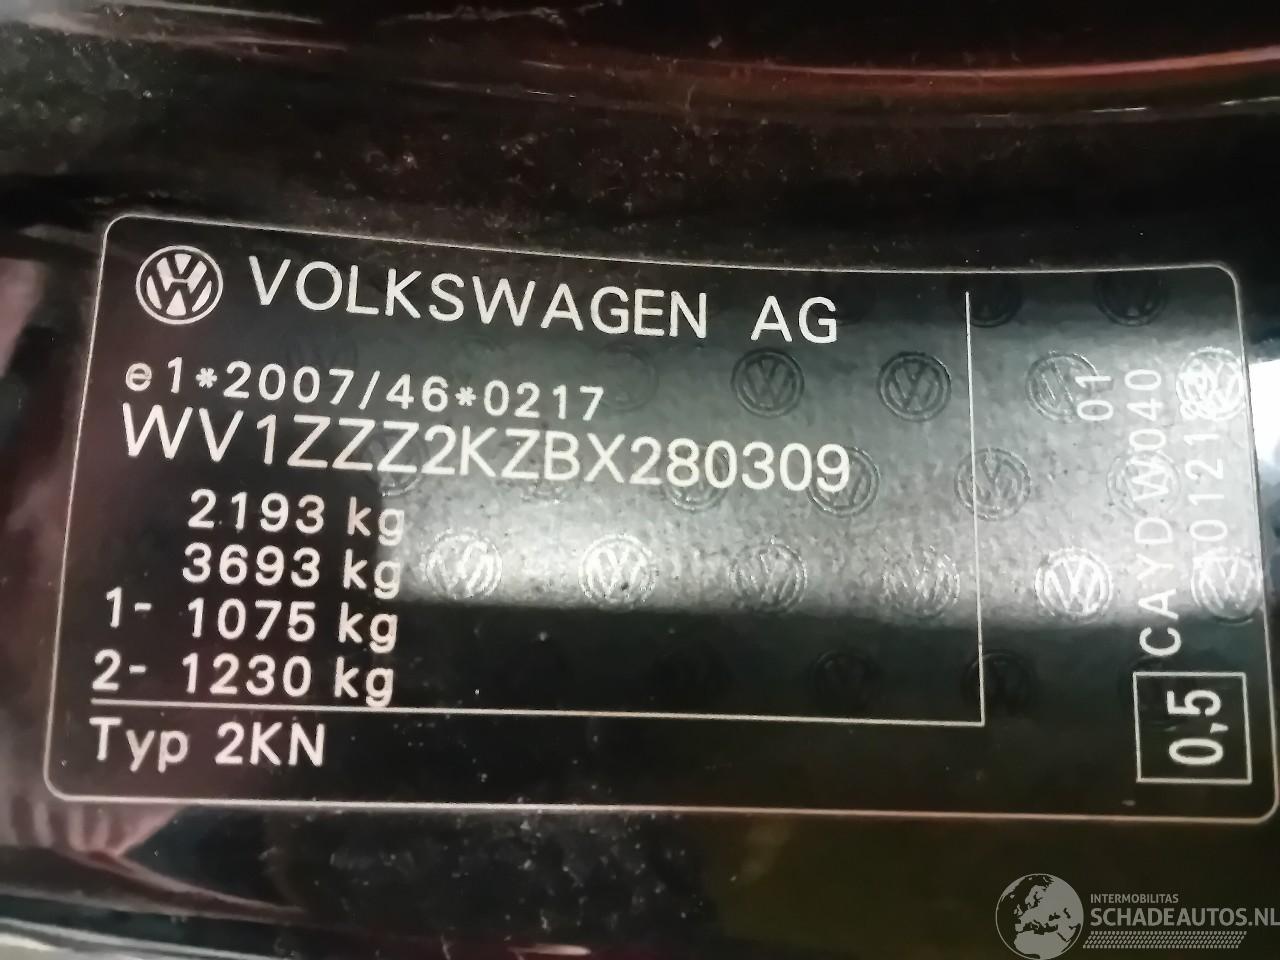 VOLKSWAGEN AG
e1*2007/46*0217
WV1ZZZ2KZBX280309
2193 kg
3693 kg
1- 1075 kg
2- 1230 kg
Typ 2KN
01
CAYD W040
0,5
INTERMOBILITAS
SCHADEAUTOS.NL